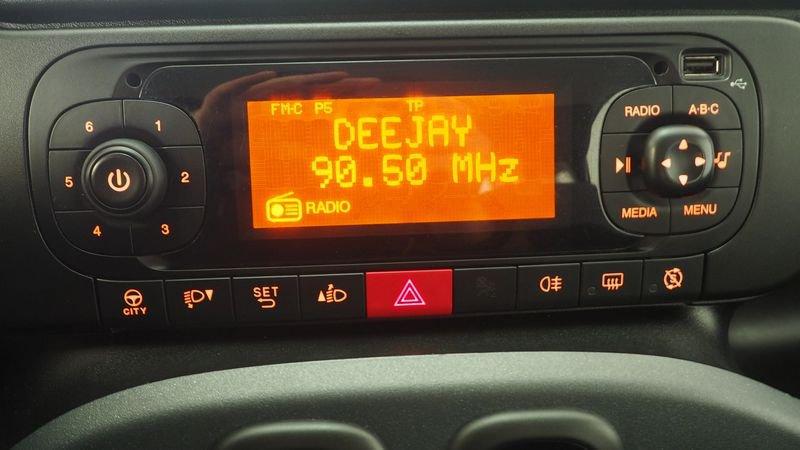 FM-C P5 TP
DEEJAY
90.50 MHz
RADIO
6 1
5 2
4 3
RADIO A·B·C
MEDIA MENU
CITY
SET